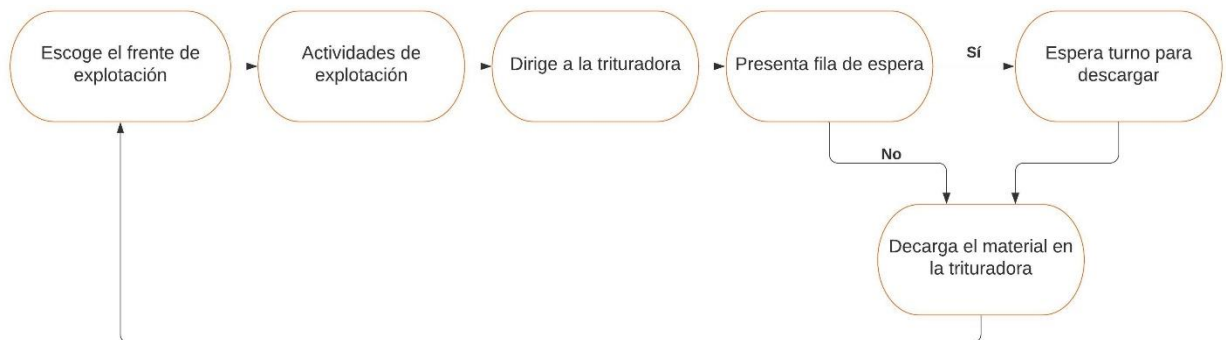 Escoge el frente de
explotación
Actividades de
explotación
Dirige a la trituradora
Presenta fila de espera
Sí
Espera turno para
descargar
No
Decarga el material en
la trituradora